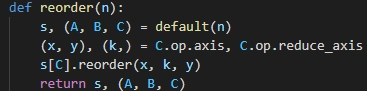 def reorder(n):
    s, (A, B, C) = default(n)
    (x, y), (k,) = C.op.axis, C.op.reduce_axis
    s[C].reorder(x, k, y)
    return s, (A, B, C)